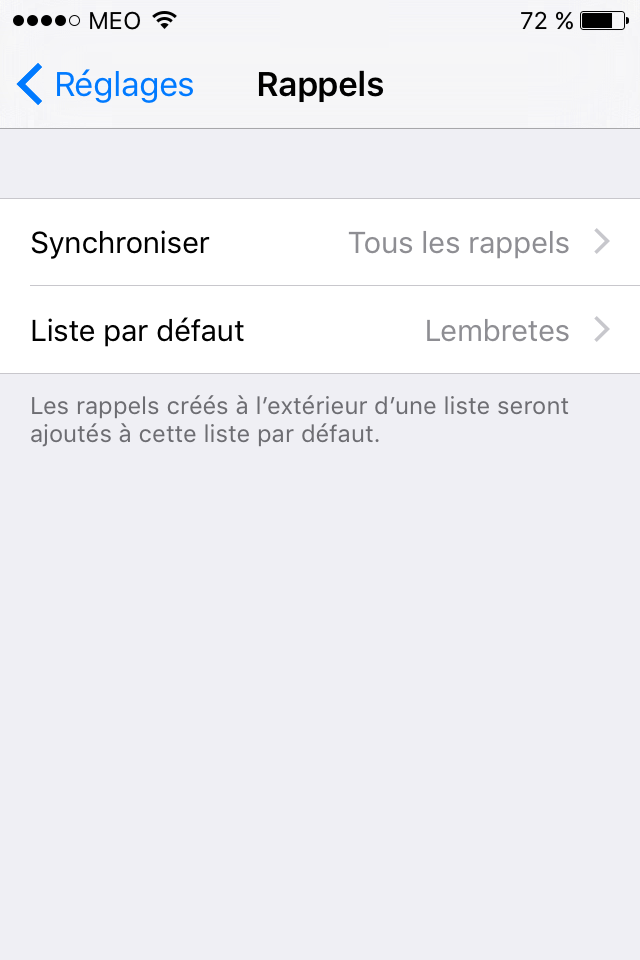 MEO 72 %
Réglages Rappels
Synchroniser Tous les rappels
Liste par défaut Lembretes
Les rappels créés à l’extérieur d’une liste seront
ajoutés à cette liste par défaut.